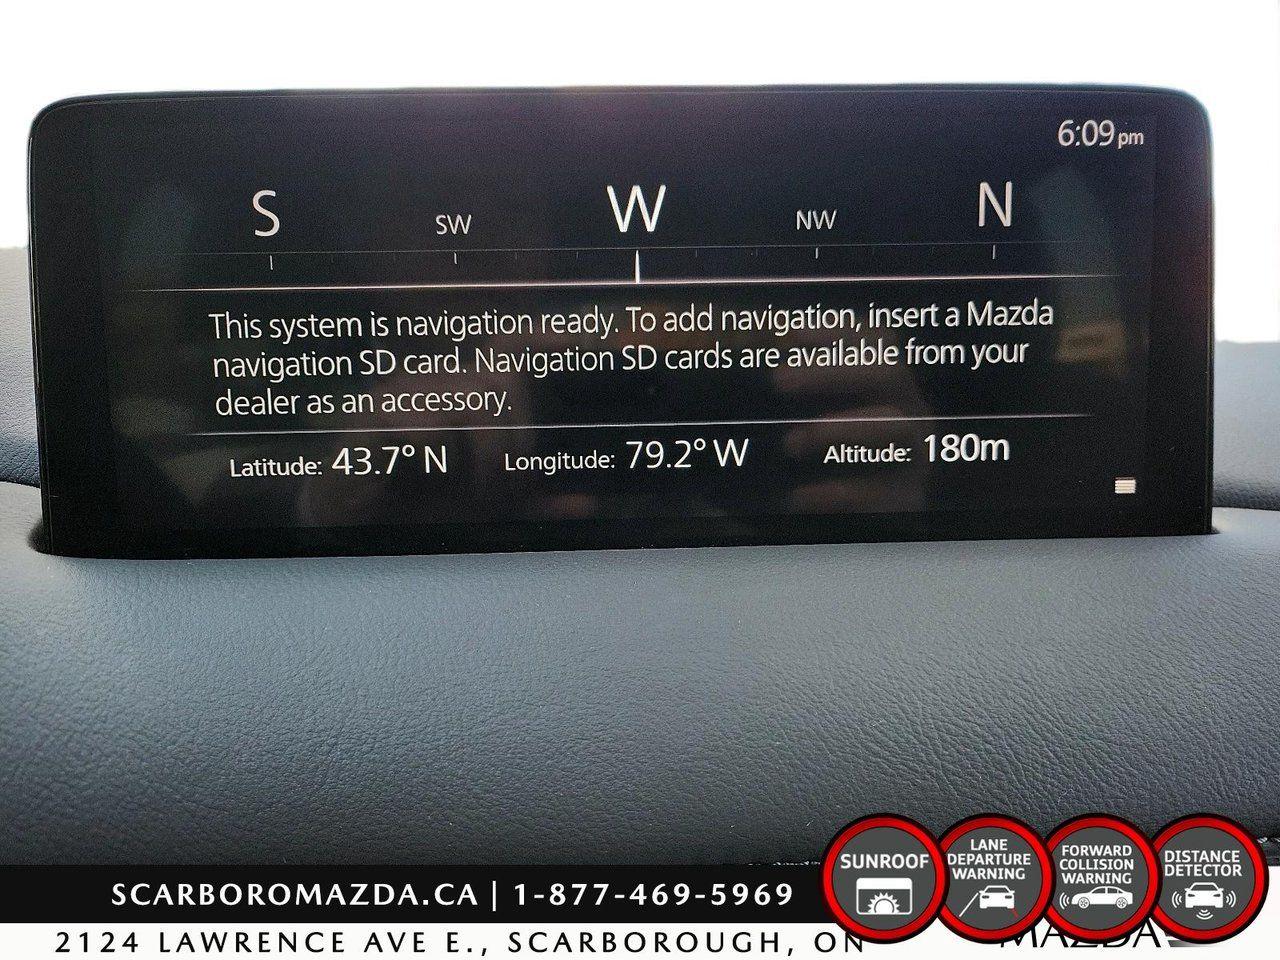 6:09 pm
S SW W NW N
This system is navigation ready. To add navigation, insert a Mazda
navigation SD card. Navigation SD cards are available from your
dealer as an accessory.
Latitude: 43.7° N Longitude: 79.2° W Altitude: 180m
SUNROOF
LANE
DEPARTURE
WARNING
FORWARD
COLLISION
WARNING
DISTANCE
DETECTOR
SCARBOROMAZDA.CA | 1-877-469-5969
2124 LAWRENCE AVE E., SCARBOROUGH, ON
MAZDA